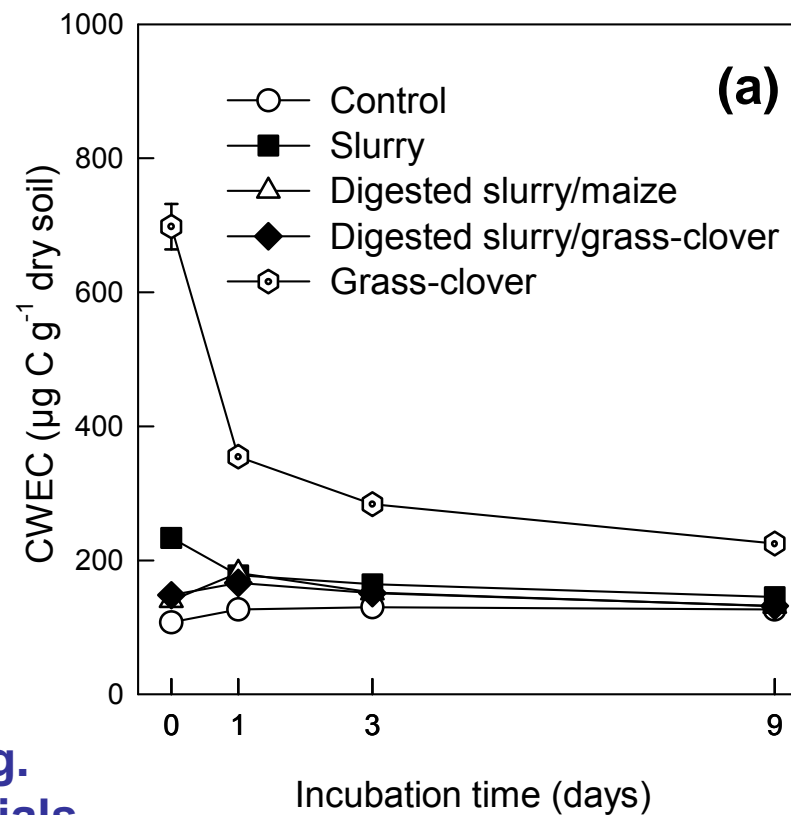 1000
800
600
400
200
0
CWEC (µg C g⁻¹ dry soil)
(a)
Control
Slurry
Digested slurry/maize
Digested slurry/grass-clover
Grass-clover
0 1 3 9
Incubation time (days)
g.